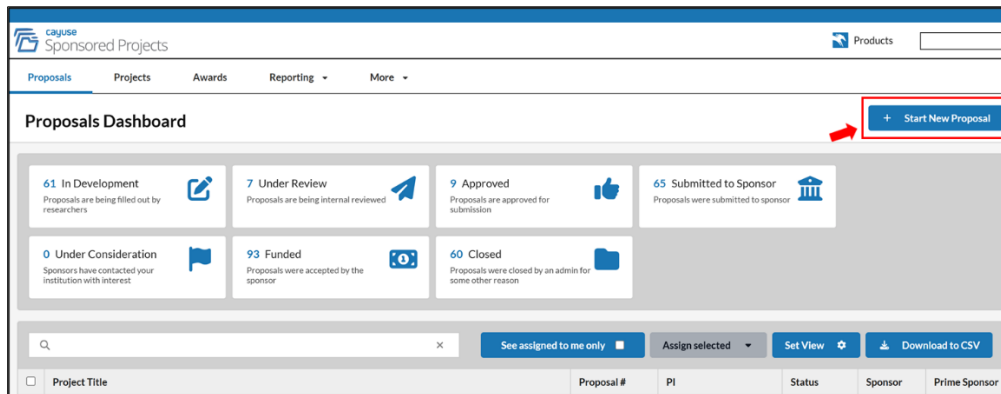 cayuse
Sponsored Projects
Products
Proposals Projects Awards Reporting More
Proposals Dashboard
+ Start New Proposal
61 In Development
Proposals are being filled out by
researchers
7 Under Review
Proposals are being internal reviewed
9 Approved
Proposals are approved for
submission
65 Submitted to Sponsor
Proposals were submitted to sponsor
0 Under Consideration
Sponsors have contacted your
institution with interest
93 Funded
Proposals were accepted by the
sponsor
60 Closed
Proposals were closed by an admin for
some other reason
See assigned to me only
Assign selected
Set View
Download to CSV
Project Title Proposal # PI Status Sponsor Prime Sponsor